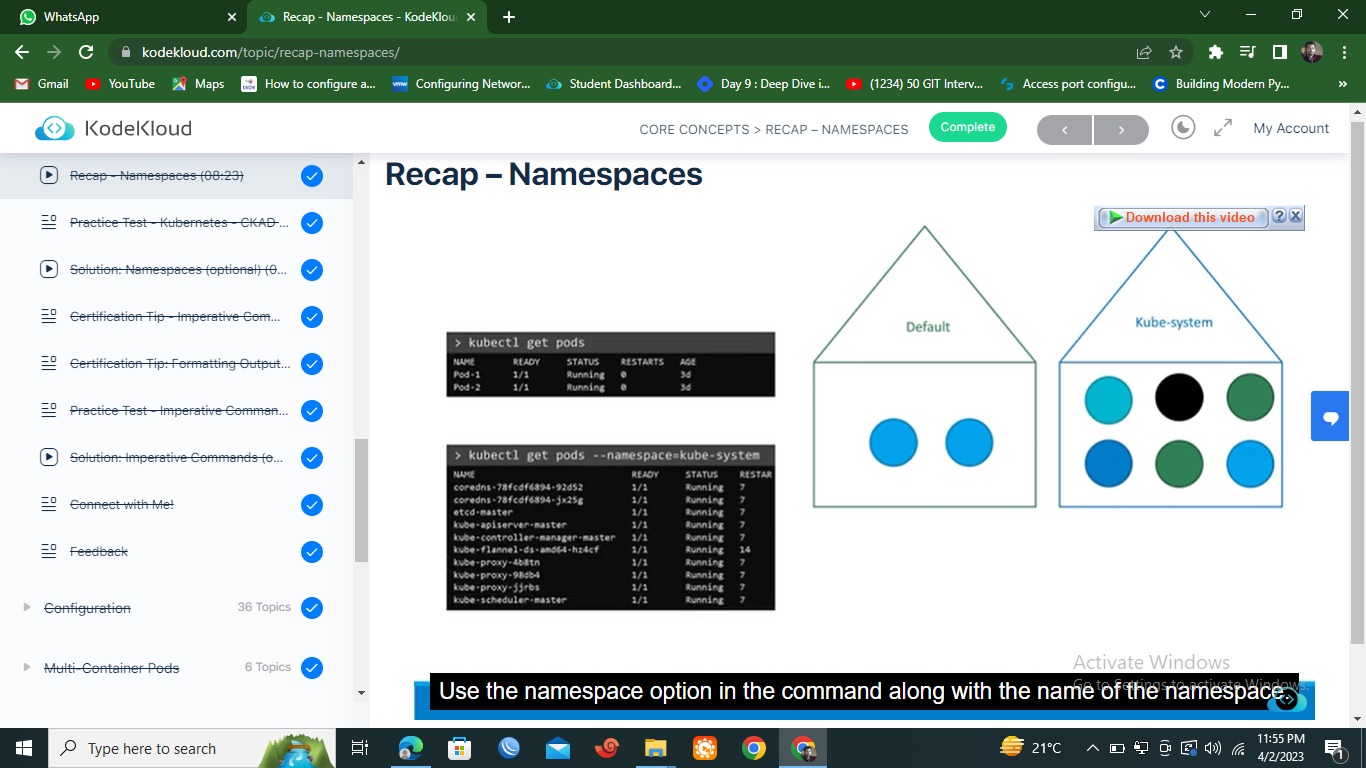 WhatsApp
Recap - Namespaces - KodeKlou
kodekloud.com/topic/recap-namespaces/
Gmail
YouTube
Maps
How to configure a...
Configuring Networ...
Student Dashboard...
Day 9 : Deep Dive i...
(1234) 50 GIT Interv...
Access port configu...
Building Modern Py...
»
KodeKloud
CORE CONCEPTS > RECAP – NAMESPACES
Complete
My Account
Recap - Namespaces (08:23)
Practice Test - Kubernetes - CKAD ...
Solution: Namespaces (optional) (0...
Certification Tip - Imperative Com...
Certification Tip: Formatting Output...
Practice Test - Imperative Comman...
Solution: Imperative Commands (o...
Connect with Me!
Feedback
Configuration 36 Topics
Multi-Container Pods 6 Topics
Recap – Namespaces
Download this video
> kubectl get pods
NAME READY STATUS RESTARTS AGE
Pod-1 1/1 Running 0 3d
Pod-2 1/1 Running 0 3d
> kubectl get pods --namespace=kube-system
NAME READY STATUS RESTAR
coredns-78fcdf6894-92d52 1/1 Running 7
coredns-78fcdf6894-jx25g 1/1 Running 7
etcd-master 1/1 Running 7
kube-apiserver-master 1/1 Running 7
kube-controller-manager-master 1/1 Running 7
kube-flannel-ds-amd64-hz4cf 1/1 Running 14
kube-proxy-4b8tn 1/1 Running 7
kube-proxy-98db4 1/1 Running 7
kube-proxy-jjrbs 1/1 Running 7
kube-scheduler-master 1/1 Running 7
Default
Kube-system
Use the namespace option in the command along with the name of the namespace.
Activate Windows
Go to Settings to activate Windows.
Type here to search
21°C
11:55 PM
4/2/2023
1